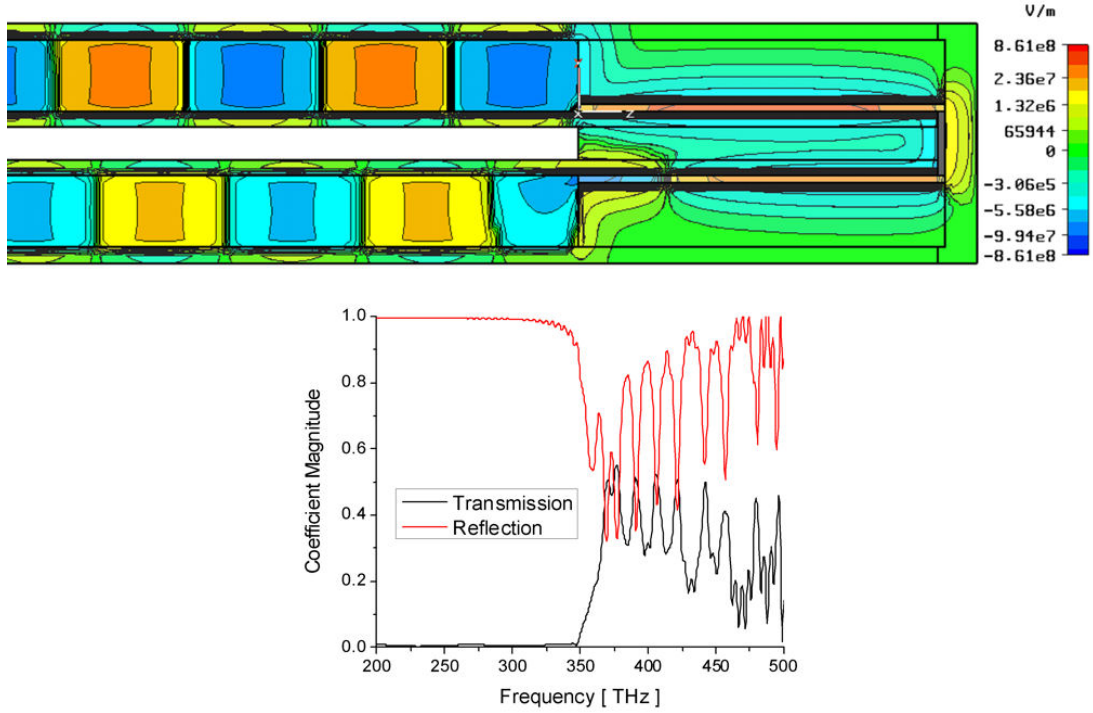 V/m
8.61e8
2.36e7
1.32e6
65944
0
-3.06e5
-5.58e6
-9.94e7
-8.61e8
x z
1.0
0.8
0.6
0.4
0.2
0.0
Coefficient Magnitude
Transmission
Reflection
200 250 300 350 400 450 500
Frequency [ THz ]